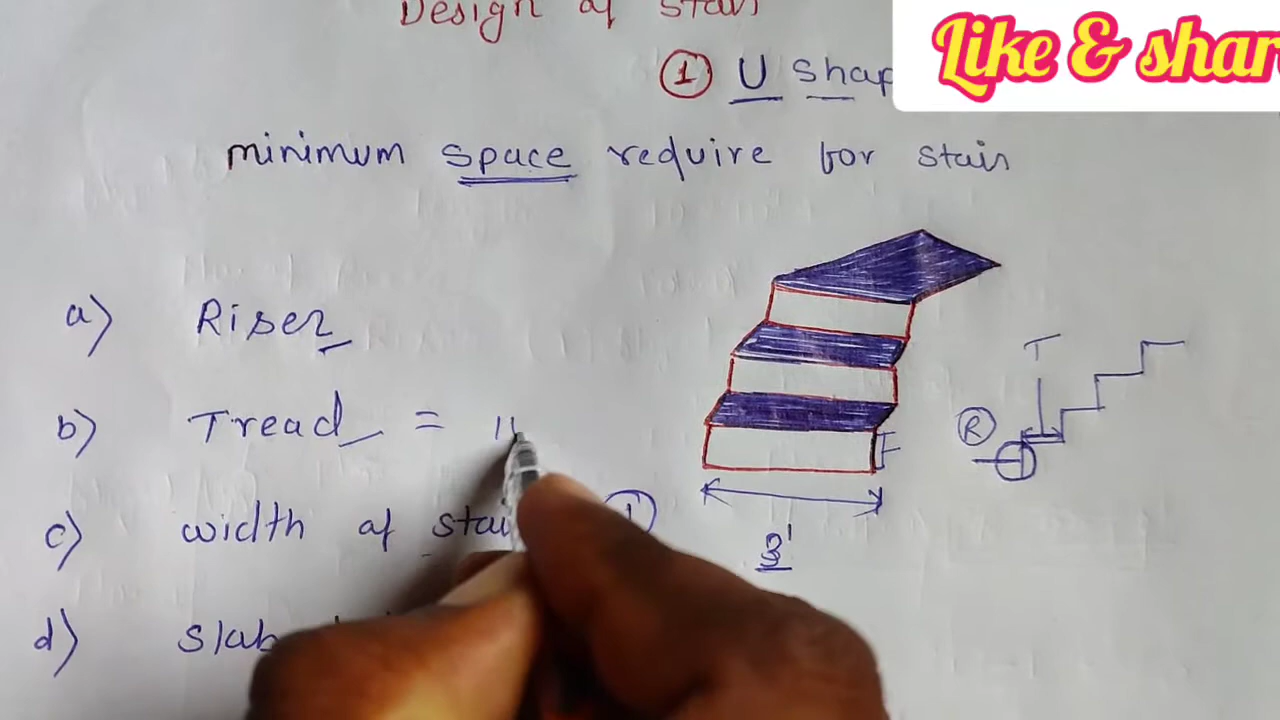 Design of stair
Like & shar
① U shap
minimum space require for stair
a) Riser
b) Tread = 11
c) width of stai
d) slab
T
R
3'